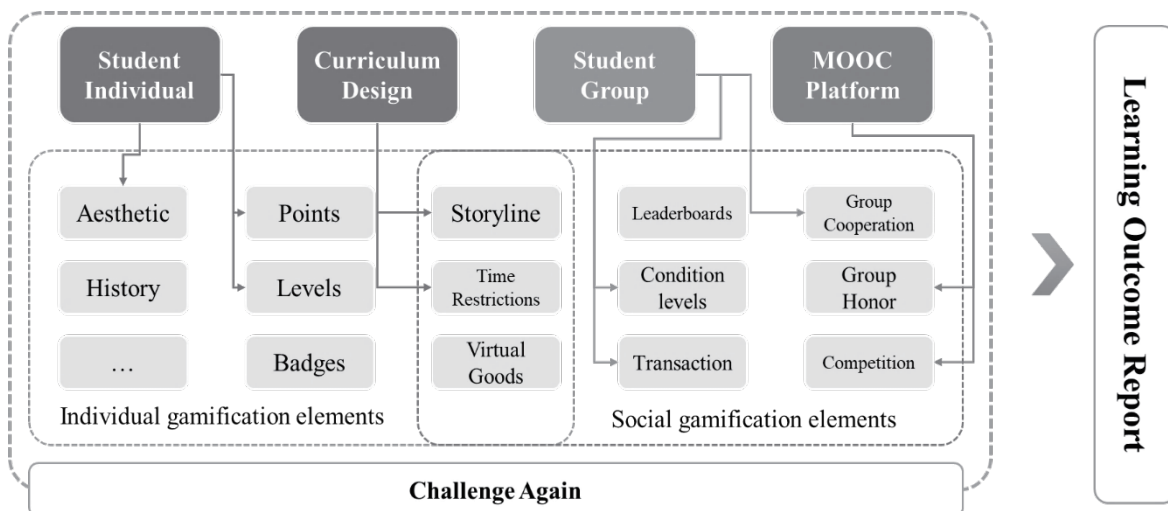 Student
Individual
Curriculum
Design
Student
Group
MOOC
Platform
Aesthetic
Points
Storyline
Leaderboards
Group
Cooperation
History
Levels
Time
Restrictions
Condition
levels
Group
Honor
…
Badges
Virtual
Goods
Transaction
Competition
Individual gamification elements
Social gamification elements
Challenge Again
Learning Outcome Report